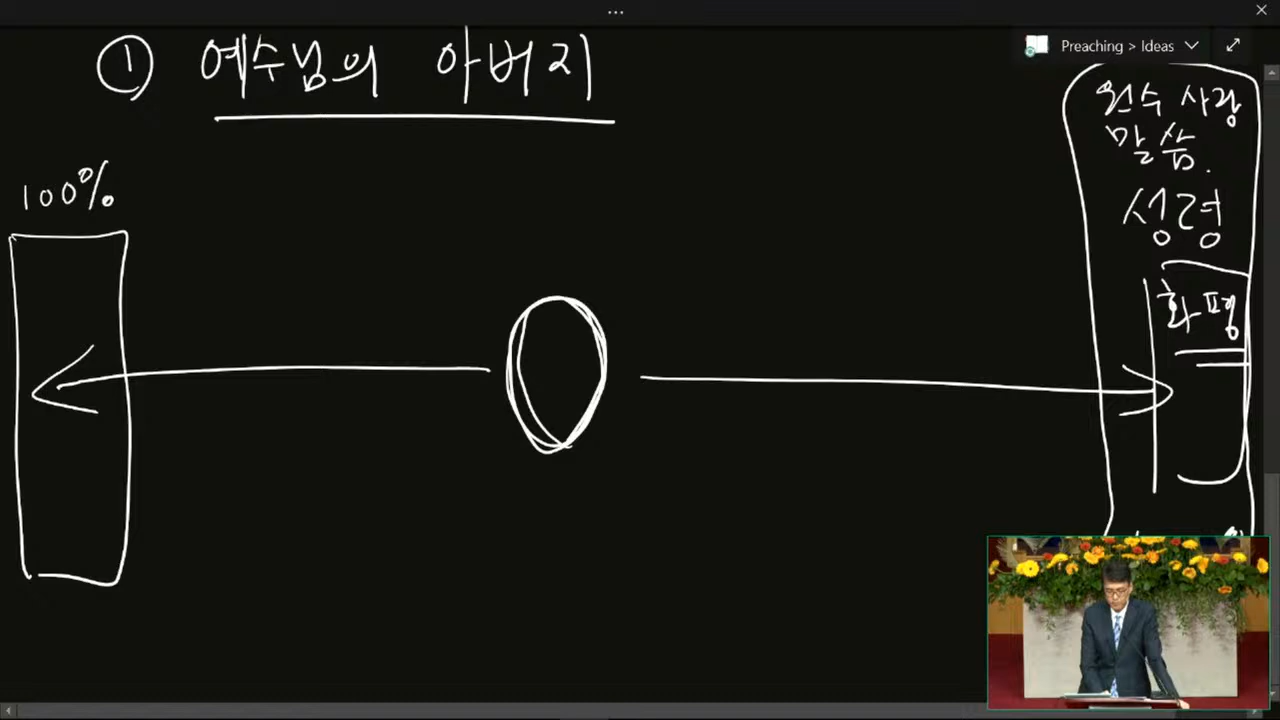 ① 예수님의 아버지
Preaching > Ideas
원수 사랑
말씀.
성령
100%
화평